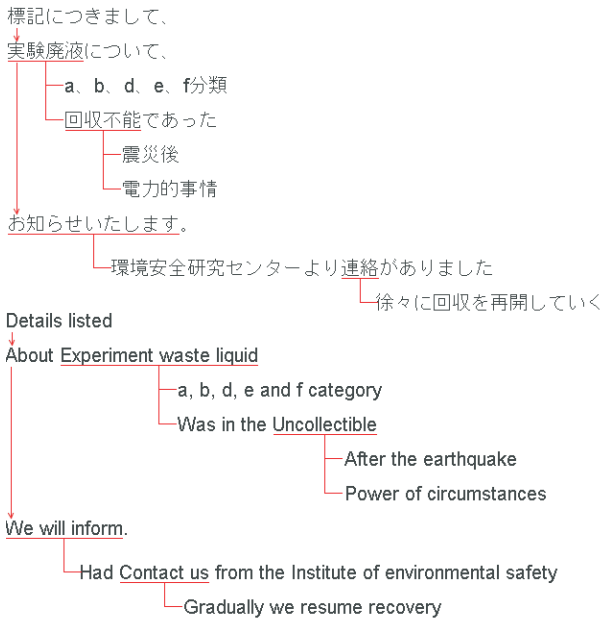 標記につきまして、
実験廃液について、
a、b、d、e、f分類
回収不能であった
震災後
電力的事情
お知らせいたします。
環境安全研究センターより連絡がありました
徐々に回収を再開していく
Details listed
About Experiment waste liquid
a, b, d, e and f category
Was in the Uncollectible
After the earthquake
Power of circumstances
We will inform.
Had Contact us from the Institute of environmental safety
Gradually we resume recovery